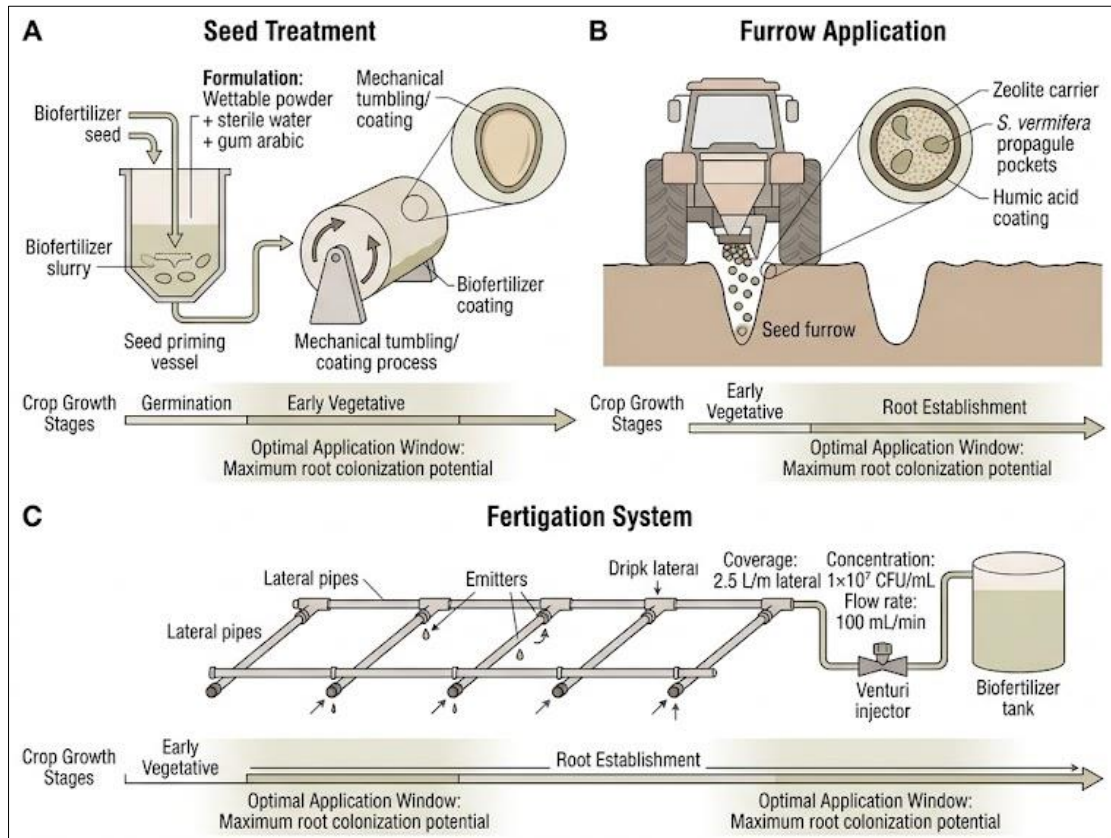 A
Seed Treatment
Formulation:
Wettable powder
+ sterile water
+ gum arabic
Biofertilizer
seed
Mechanical
tumbling/
coating
Biofertilizer
slurry
Biofertilizer
coating
Seed priming
vessel
Mechanical tumbling/
coating process
Crop Growth
Stages
Germination
Early Vegetative
Optimal Application Window:
Maximum root colonization potential
B
Furrow Application
Zeolite carrier
S. vermifera
propagule
pockets
Humic acid
coating
Seed furrow
Crop Growth
Stages
Early
Vegetative
Root Establishment
Optimal Application Window:
Maximum root colonization potential
C
Fertigation System
Lateral pipes
Emitters
Dripk lateral
Coverage:
2.5 L/m lateral
Concentration:
1×10⁷ CFU/mL
Flow rate:
100 mL/min
Lateral pipes
Venturi
injector
Biofertilizer
tank
Crop Growth
Stages
Early
Vegetative
Root Establishment
Optimal Application Window:
Maximum root colonization potential
Optimal Application Window:
Maximum root colonization potential